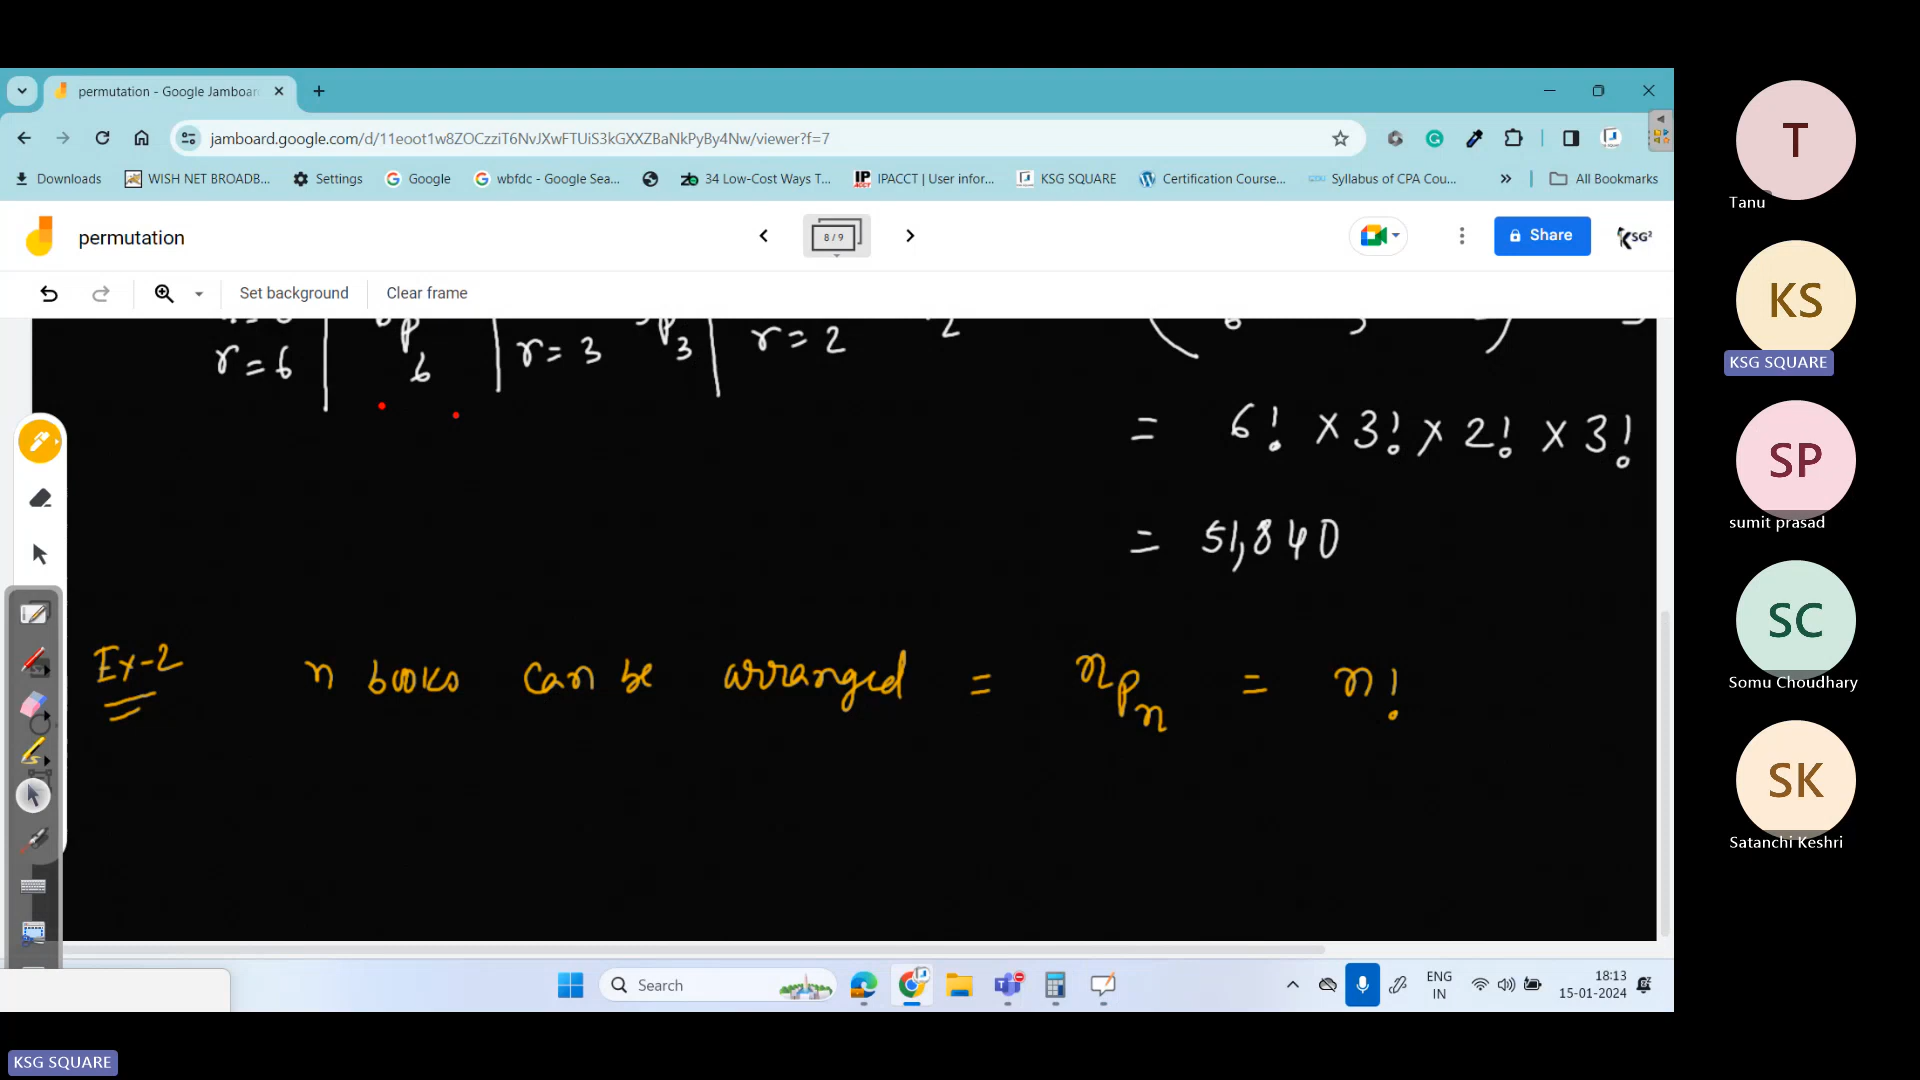 permutation - Google Jamboar
jamboard.google.com/d/11eoot1w8ZOCzziT6NvJXwFTUiS3kGXXZBaNkPyBy4Nw/viewer?f=7
Downloads WISH NET BROADB... Settings Google wbfdc - Google Sea... 34 Low-Cost Ways T... IPACCT | User infor... KSG SQUARE Certification Course... Syllabus of CPA Cou... » All Bookmarks
permutation
8 / 9
Share
KSG²
Set background Clear frame
r = 6 P 6 r = 3 P 3 r = 2
= 6! × 3! × 2! × 3!
= 51,840
Ex-2 n books can be arranged = nPn = n!
Search
ENG
IN
18:13
15-01-2024
T
Tanu
KS
KSG SQUARE
SP
sumit prasad
SC
Somu Choudhary
SK
Satanchi Keshri
KSG SQUARE